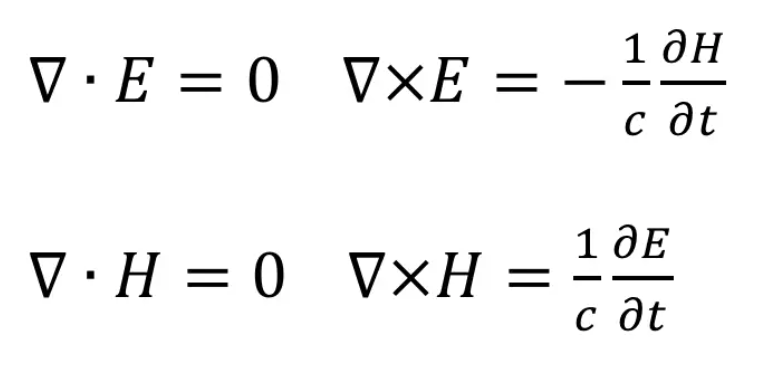 ∇ · E = 0   ∇×E = − 1/c ∂H/∂t
∇ · H = 0   ∇×H = 1/c ∂E/∂t